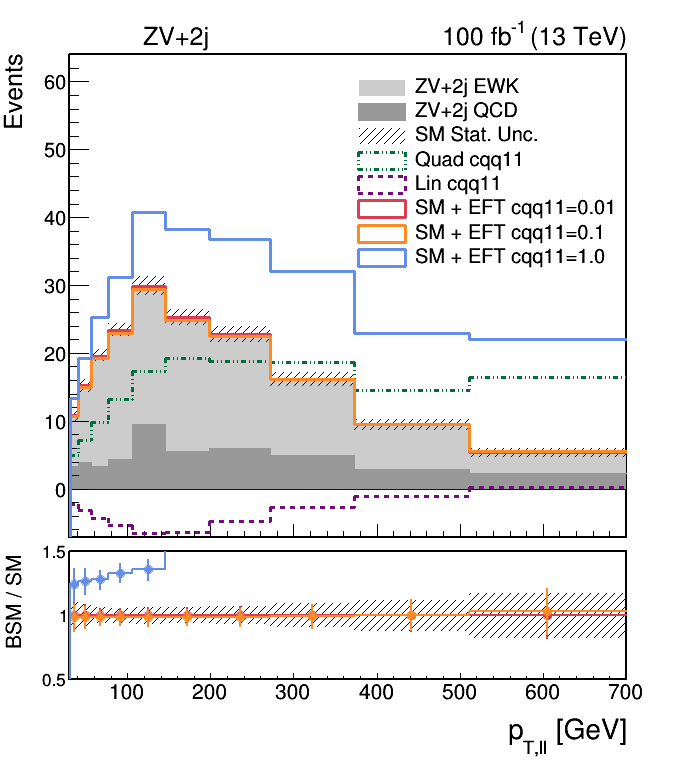 ZV+2j 100 fb-1 (13 TeV)
Events
60
50
40
30
20
10
0
ZV+2j EWK
ZV+2j QCD
SM Stat. Unc.
Quad cqq11
Lin cqq11
SM + EFT cqq11=0.01
SM + EFT cqq11=0.1
SM + EFT cqq11=1.0
BSM / SM
1.5
1
0.5
100 200 300 400 500 600 700
pT,ll [GeV]